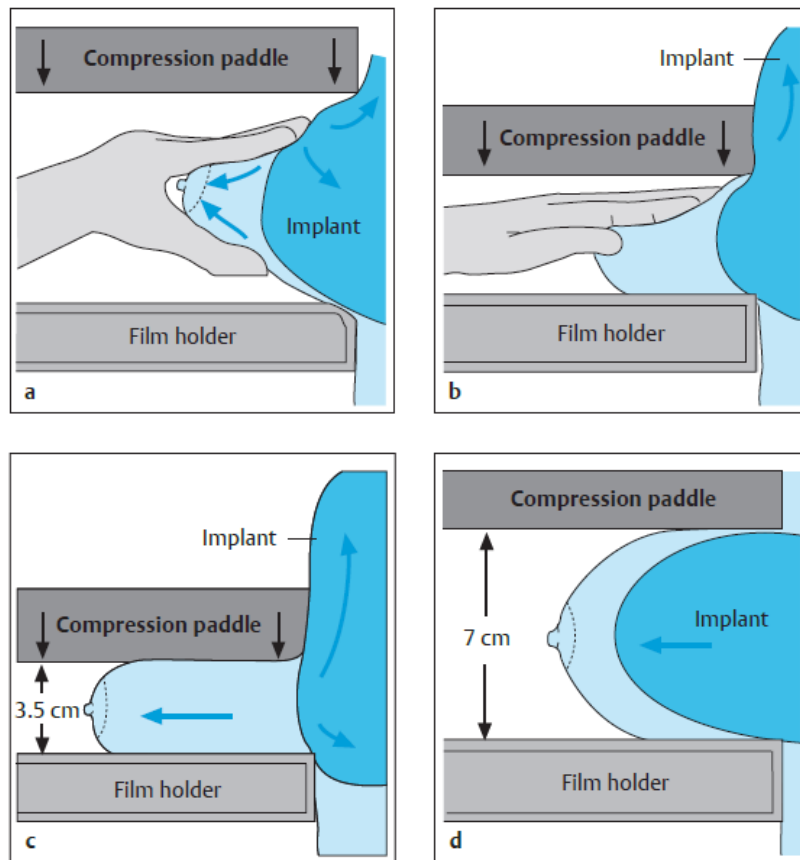 Compression paddle
Implant
Film holder
a
Implant
Compression paddle
Film holder
b
Implant
Compression paddle
3.5 cm
Film holder
c
Compression paddle
7 cm
Implant
Film holder
d